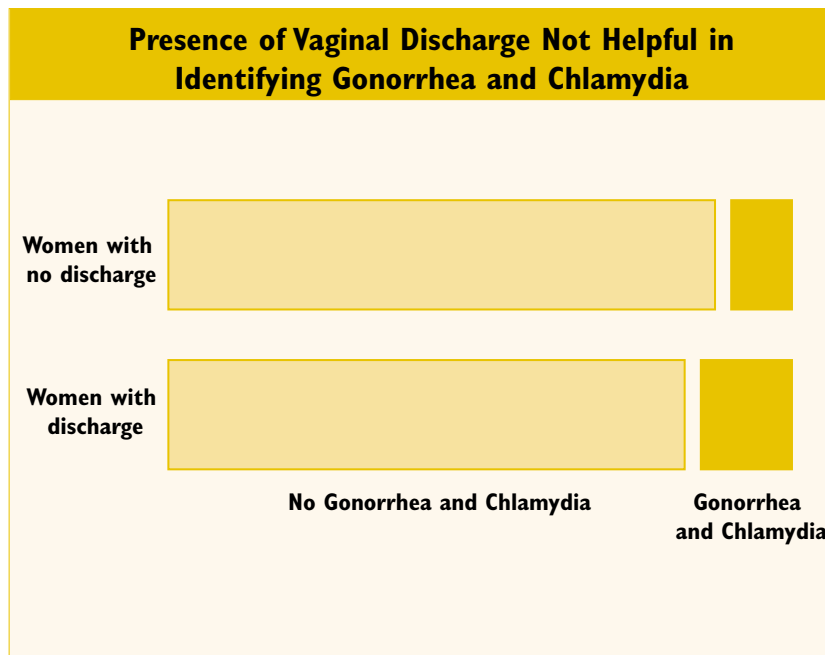 Presence of Vaginal Discharge Not Helpful in
Identifying Gonorrhea and Chlamydia
Women with
no discharge
Women with
discharge
No Gonorrhea and Chlamydia
Gonorrhea
and Chlamydia